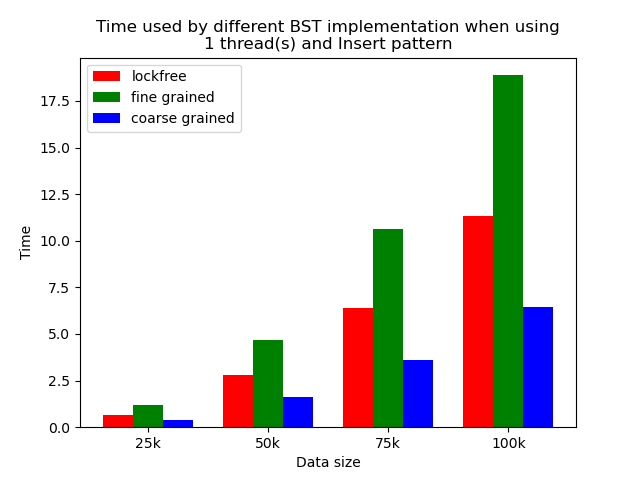 Time used by different BST implementation when using
1 thread(s) and Insert pattern
lockfree
fine grained
coarse grained
Time
17.5
15.0
12.5
10.0
7.5
5.0
2.5
0.0
25k 50k 75k 100k
Data size